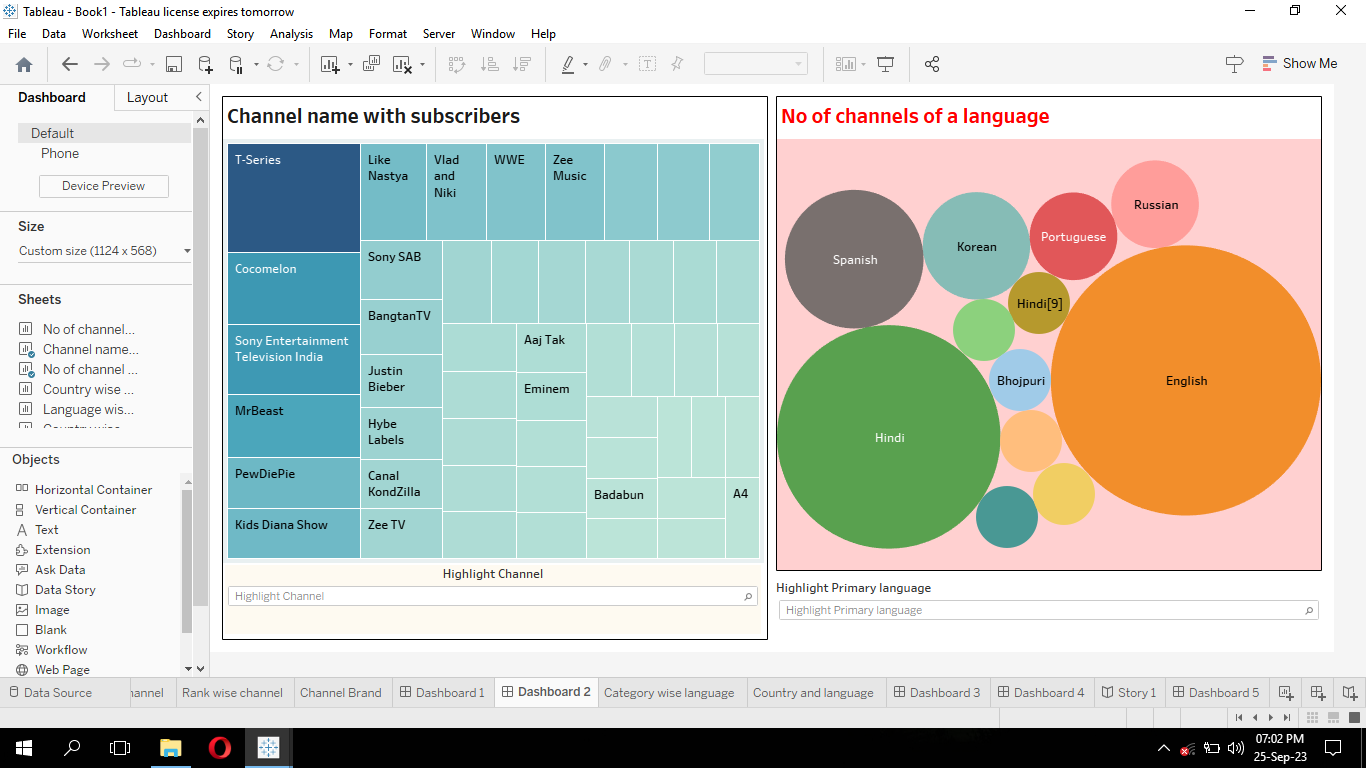 Tableau - Book1 - Tableau license expires tomorrow
File Data Worksheet Dashboard Story Analysis Map Format Server Window Help
Show Me
Dashboard Layout
Default
Phone
Device Preview
Size
Custom size (1124 x 568)
Sheets
No of channel...
Channel name...
No of channel ...
Country wise ...
Language wis...
Objects
Horizontal Container
Vertical Container
Text
Extension
Ask Data
Data Story
Image
Blank
Workflow
Web Page
Channel name with subscribers
T-Series
Cocomelon
Sony Entertainment
Television India
MrBeast
PewDiePie
Kids Diana Show
Like
Nastya
Vlad
and
Niki
WWE
Zee
Music
Sony SAB
BangtanTV
Justin
Bieber
Hybe
Labels
Canal
KondZilla
Zee TV
Aaj Tak
Eminem
Badabun
A4
Highlight Channel
Highlight Channel
No of channels of a language
Russian
Portuguese
Korean
Spanish
Hindi[9]
Bhojpuri
English
Hindi
Highlight Primary language
Highlight Primary language
Data Source hannel Rank wise channel Channel Brand Dashboard 1 Dashboard 2 Category wise language Country and language Dashboard 3 Dashboard 4 Story 1 Dashboard 5
07:02 PM
25-Sep-23